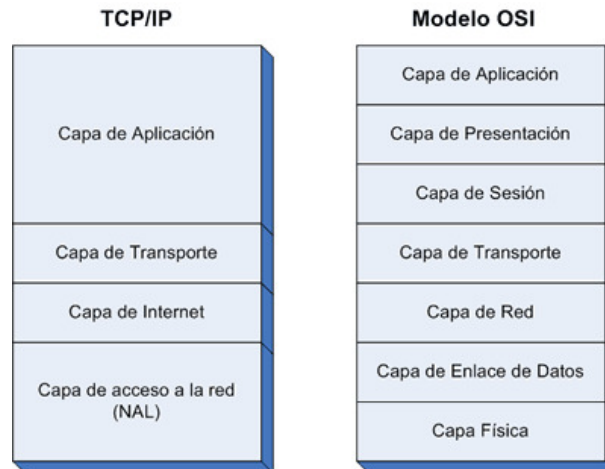 TCP/IP
Capa de Aplicación
Capa de Transporte
Capa de Internet
Capa de acceso a la red
(NAL)
Modelo OSI
Capa de Aplicación
Capa de Presentación
Capa de Sesión
Capa de Transporte
Capa de Red
Capa de Enlace de Datos
Capa Física